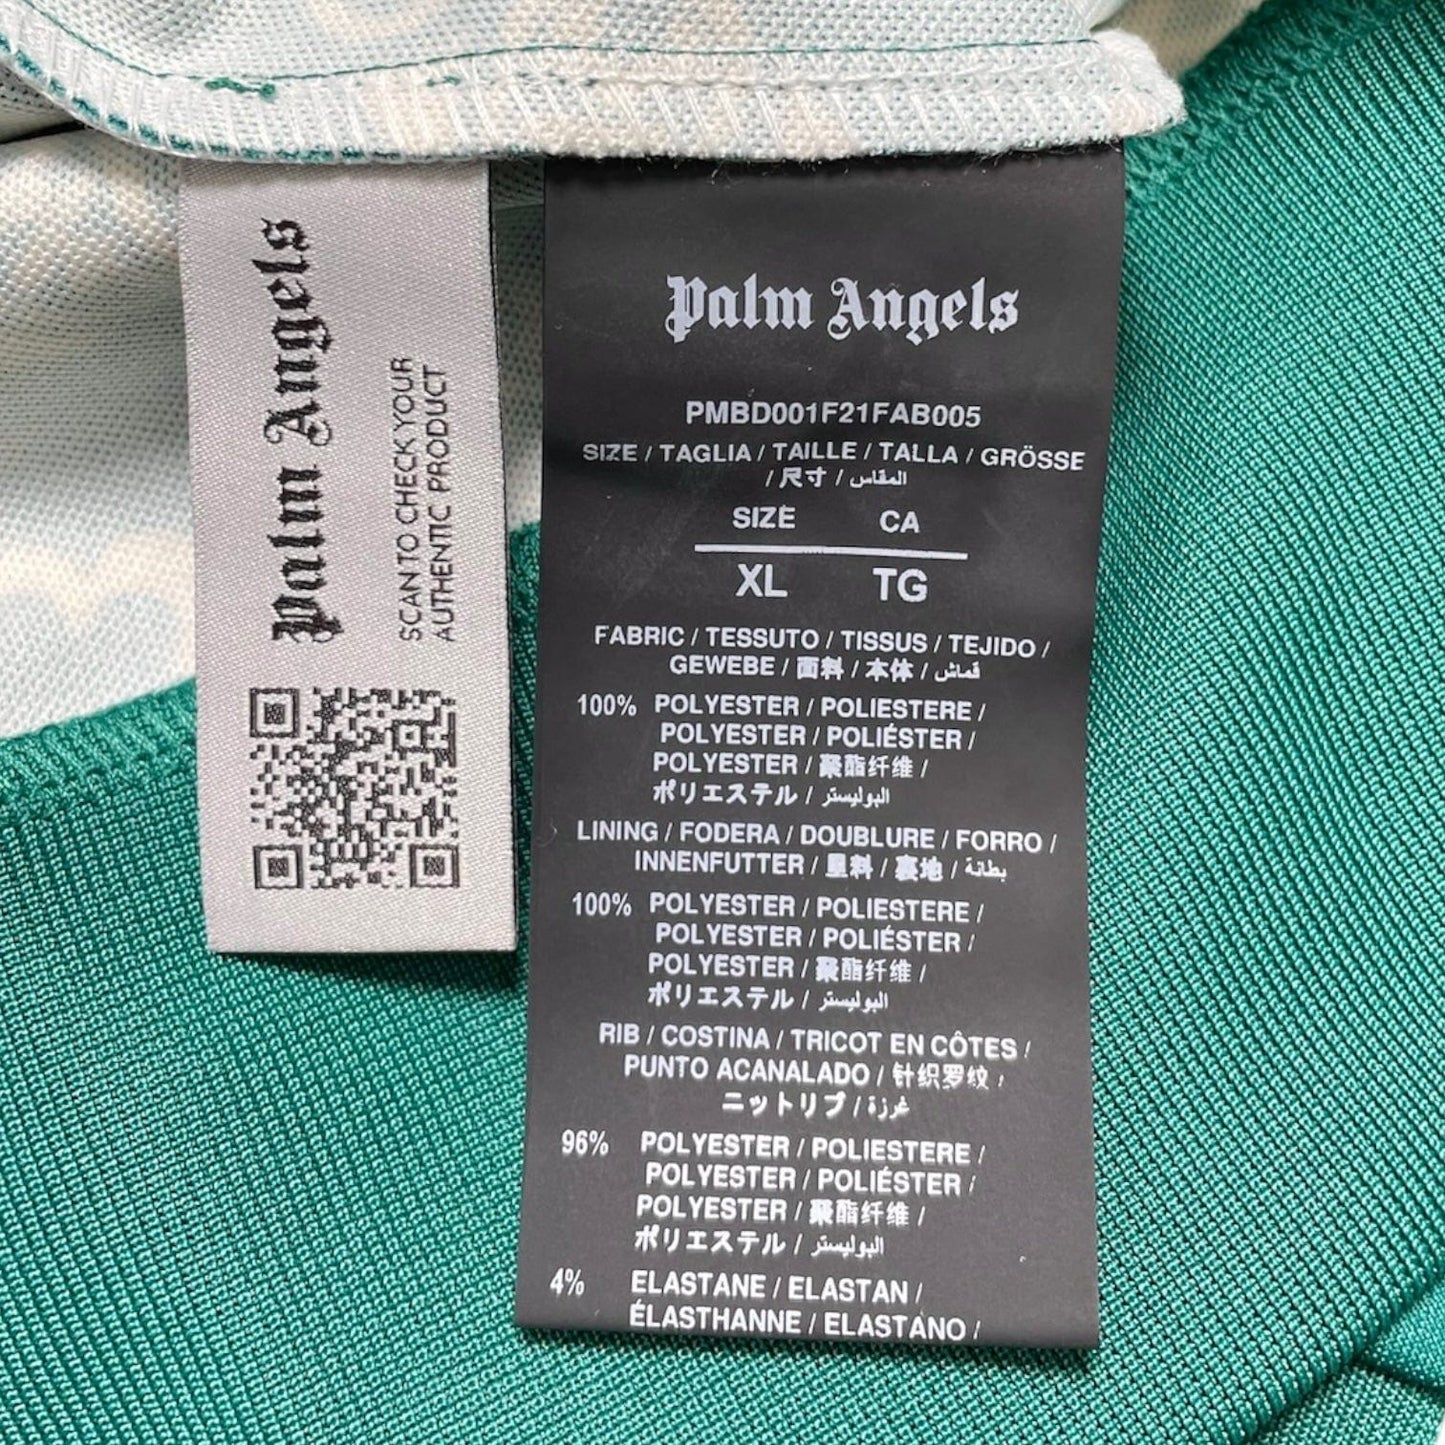 Palm Angels
SCAN TO CHECK YOUR
AUTHENTIC PRODUCT
Palm Angels
PMBD001F21FAB005
SIZE / TAGLIA / TAILLE / TALLA / GRÖSSE
/ 尺寸 / المقاس
SIZE CA
XL TG
FABRIC / TESSUTO / TISSUS / TEJIDO /
GEWEBE / 面料 / 本体 / قماش
100% POLYESTER / POLIESTERE /
POLYESTER / POLIÉSTER /
POLYESTER / 聚酯纤维 /
ポリエステル / البوليستر
LINING / FODERA / DOUBLURE / FORRO /
INNENFUTTER / 里料 / 裏地 / بطانة
100% POLYESTER / POLIESTERE /
POLYESTER / POLIÉSTER /
POLYESTER / 聚酯纤维 /
ポリエステル / البوليستر
RIB / COSTINA / TRICOT EN CÔTES /
PUNTO ACANALADO / 针织罗纹 /
ニットリブ / غرزة
96% POLYESTER / POLIESTERE /
POLYESTER / POLIÉSTER /
POLYESTER / 聚酯纤维 /
ポリエステル / البوليستر
4% ELASTANE / ELASTAN /
ÉLASTHANNE / ELASTANO /